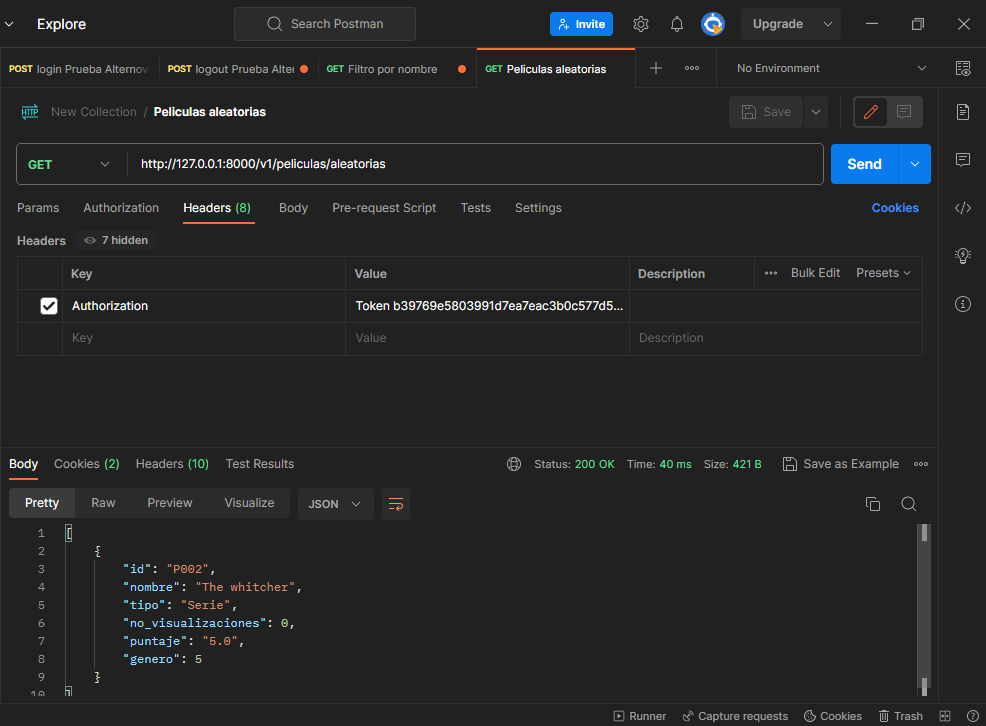 Explore
Search Postman
Invite
Upgrade
POST login Prueba Alternov
POST logout Prueba Alter
GET Filtro por nombre
GET Peliculas aleatorias
No Environment
HTTP New Collection / Peliculas aleatorias
Save
GET http://127.0.0.1:8000/v1/peliculas/aleatorias
Send
Params Authorization Headers (8) Body Pre-request Script Tests Settings Cookies
Headers 7 hidden
Key Value Description Bulk Edit Presets
Authorization Token b39769e5803991d7ea7eac3b0c577d5...
Key Value Description
Body Cookies (2) Headers (10) Test Results Status: 200 OK Time: 40 ms Size: 421 B Save as Example
Pretty Raw Preview Visualize JSON
1 [
2 {
3 "id": "P002",
4 "nombre": "The whitcher",
5 "tipo": "Serie",
6 "no_visualizaciones": 0,
7 "puntaje": "5.0",
8 "genero": 5
9 }
10 ]
Runner Capture requests Cookies Trash